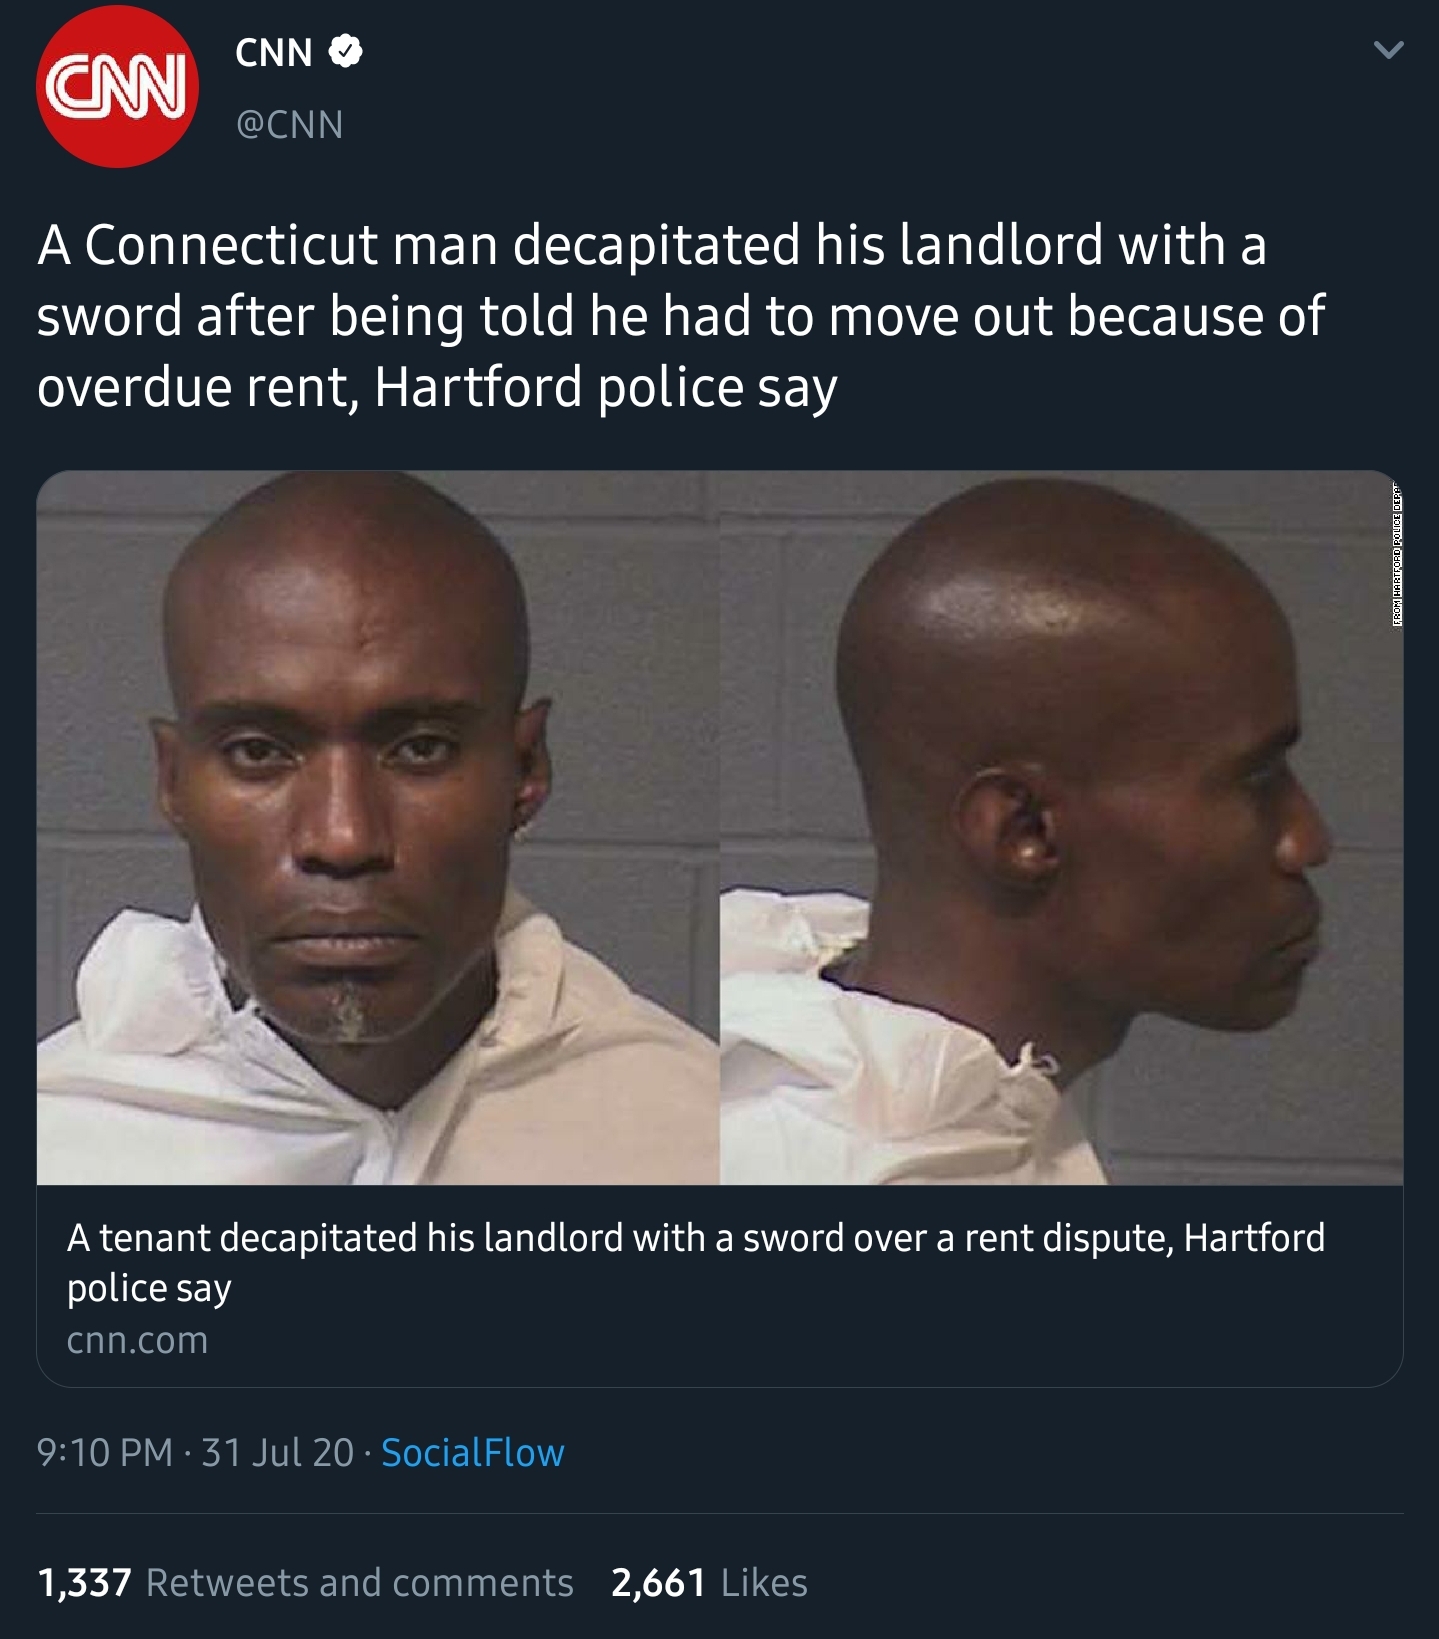 CNN
CNN
@CNN
A Connecticut man decapitated his landlord with a
sword after being told he had to move out because of
overdue rent, Hartford police say
FROM HARTFORD POLICE
A tenant decapitated his landlord with a sword over a rent dispute, Hartford
police say
cnn.com
9:10 PM · 31 Jul 20 · SocialFlow
1,337 Retweets and comments 2,661 Likes